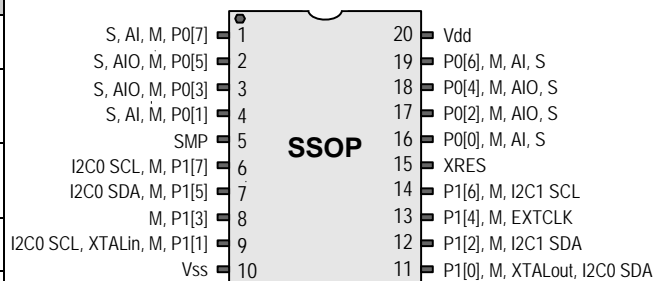 S, AI, M, P0[7] 1 20 Vdd
S, AIO, M, P0[5] 2 19 P0[6], M, AI, S
S, AIO, M, P0[3] 3 18 P0[4], M, AIO, S
S, AI, M, P0[1] 4 17 P0[2], M, AIO, S
SMP 5 SSOP 16 P0[0], M, AI, S
I2C0 SCL, M, P1[7] 6 15 XRES
I2C0 SDA, M, P1[5] 7 14 P1[6], M, I2C1 SCL
M, P1[3] 8 13 P1[4], M, EXTCLK
I2C0 SCL, XTALin, M, P1[1] 9 12 P1[2], M, I2C1 SDA
Vss 10 11 P1[0], M, XTALout, I2C0 SDA